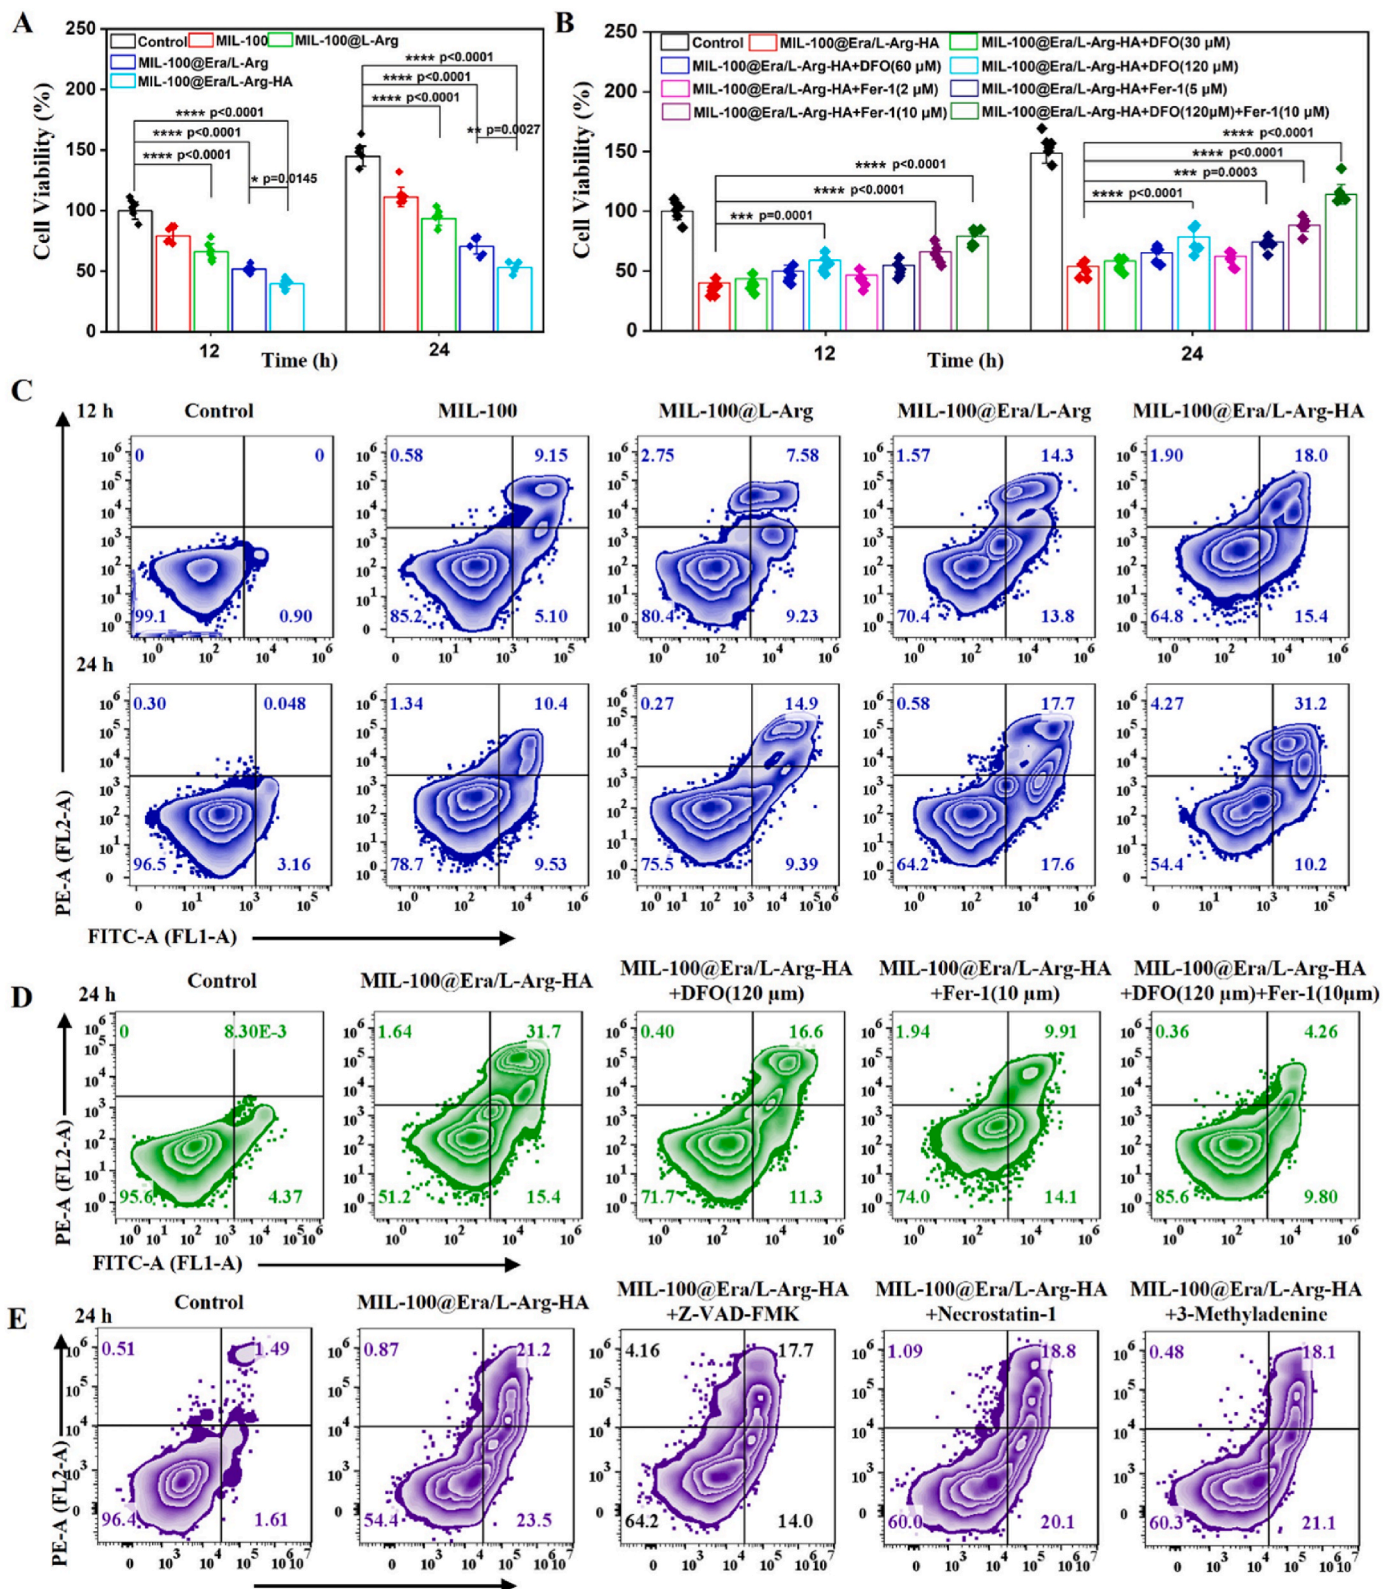 A
Cell Viability (%)
250
200
150
100
50
0
Control MIL-100 MIL-100@L-Arg
MIL-100@Era/L-Arg
MIL-100@Era/L-Arg-HA
**** p<0.0001
**** p<0.0001
**** p<0.0001
* p=0.0145
**** p<0.0001
**** p<0.0001
**** p<0.0001
** p=0.0027
12 24
Time (h)
B
Cell Viability (%)
250
200
150
100
50
0
Control MIL-100@Era/L-Arg-HA MIL-100@Era/L-Arg-HA+DFO(30 µM)
MIL-100@Era/L-Arg-HA+DFO(60 µM) MIL-100@Era/L-Arg-HA+DFO(120 µM)
MIL-100@Era/L-Arg-HA+Fer-1(2 µM) MIL-100@Era/L-Arg-HA+Fer-1(5 µM)
MIL-100@Era/L-Arg-HA+Fer-1(10 µM) MIL-100@Era/L-Arg-HA+DFO(120µM)+Fer-1(10 µM)
**** p<0.0001
**** p<0.0001
*** p=0.0001
**** p<0.0001
**** p<0.0001
*** p=0.0003
**** p<0.0001
12 24
Time (h)
C
12 h
Control MIL-100 MIL-100@L-Arg MIL-100@Era/L-Arg MIL-100@Era/L-Arg-HA
0 0 0.58 9.15 2.75 7.58 1.57 14.3 1.90 18.0
99.1 0.90 85.2 5.10 80.4 9.23 70.4 13.8 64.8 15.4
24 h
0.30 0.048 1.34 10.4 0.27 14.9 0.58 17.7 4.27 31.2
96.5 3.16 78.7 9.53 75.5 9.39 64.2 17.6 54.4 10.2
PE-A (FL2-A)
FITC-A (FL1-A)
D
24 h
Control MIL-100@Era/L-Arg-HA MIL-100@Era/L-Arg-HA MIL-100@Era/L-Arg-HA MIL-100@Era/L-Arg-HA
+DFO(120 µm) +Fer-1(10 µm) +DFO(120 µm)+Fer-1(10µm)
0 8.30E-3 1.64 31.7 0.40 16.6 1.94 9.91 0.36 4.26
95.6 4.37 51.2 15.4 71.7 11.3 74.0 14.1 85.6 9.80
PE-A (FL2-A)
FITC-A (FL1-A)
E
24 h
Control MIL-100@Era/L-Arg-HA MIL-100@Era/L-Arg-HA MIL-100@Era/L-Arg-HA MIL-100@Era/L-Arg-HA
+Z-VAD-FMK +Necrostatin-1 +3-Methyladenine
0.51 1.49 0.87 21.2 4.16 17.7 1.09 18.8 0.48 18.1
96.4 1.61 54.4 23.5 64.2 14.0 60.0 20.1 60.3 21.1
PE-A (FL2-A)